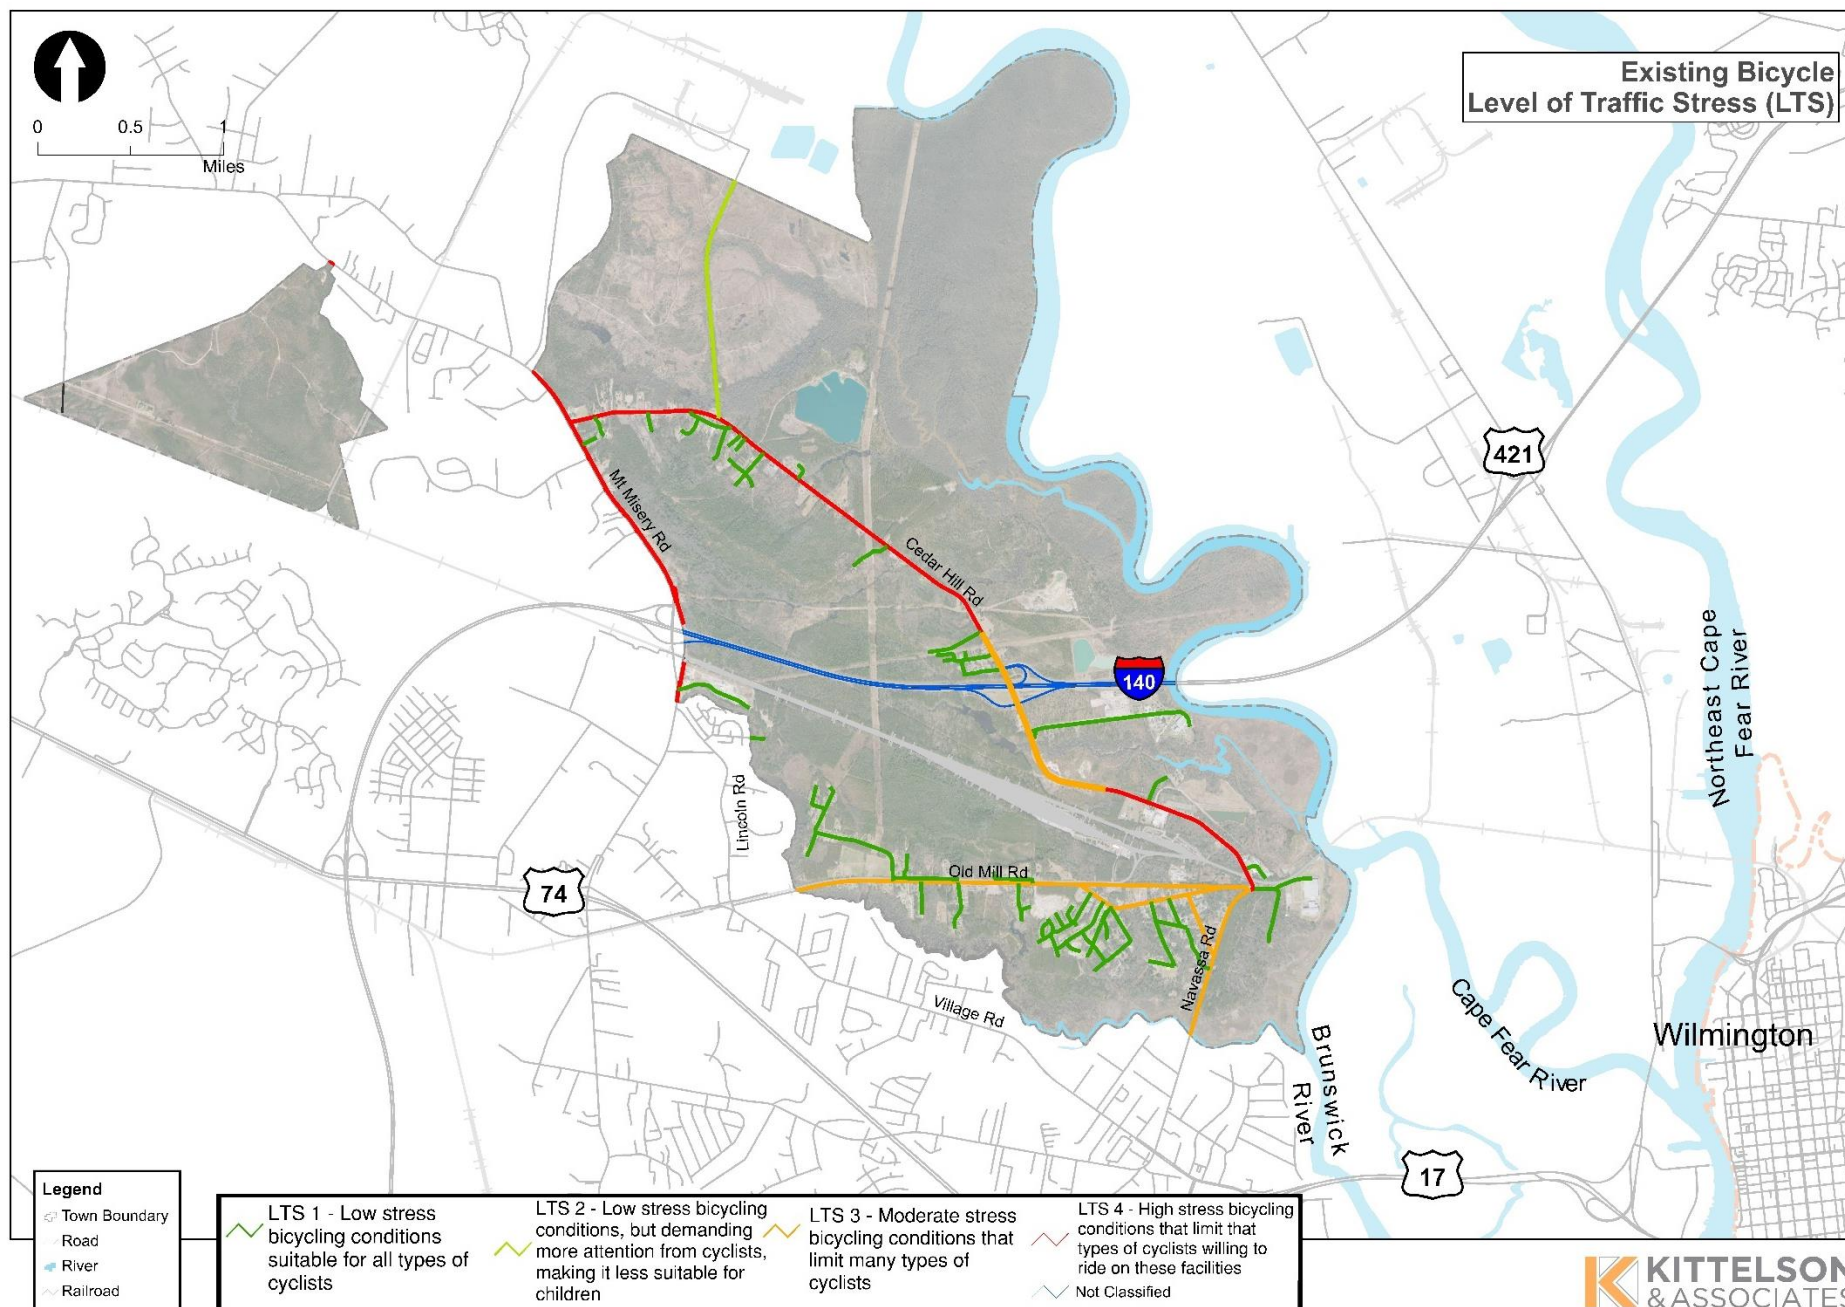 Existing Bicycle
Level of Traffic Stress (LTS)
0 0.5 1
Miles
421
Mt Misery Rd
Cedar Hill Rd
140
Northeast Cape
Fear River
Lincoln Rd
Old Mill Rd
74
Navassa Rd
Village Rd
Cape Fear River
Wilmington
Brunswick
River
17
Legend
Town Boundary
Road
River
Railroad
LTS 1 - Low stress
bicycling conditions
suitable for all types of
cyclists
LTS 2 - Low stress bicycling
conditions, but demanding
more attention from cyclists,
making it less suitable for
children
LTS 3 - Moderate stress
bicycling conditions that
limit many types of
cyclists
LTS 4 - High stress bicycling
conditions that limit that
types of cyclists willing to
ride on these facilities
Not Classified
KITTELSON
& ASSOCIATES